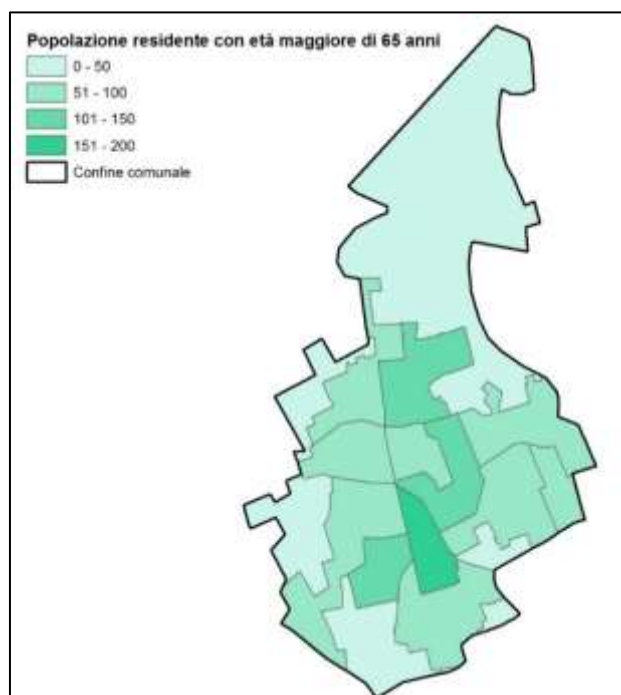 Popolazione residente con età maggiore di 65 anni
0 - 50
51 - 100
101 - 150
151 - 200
Confine comunale